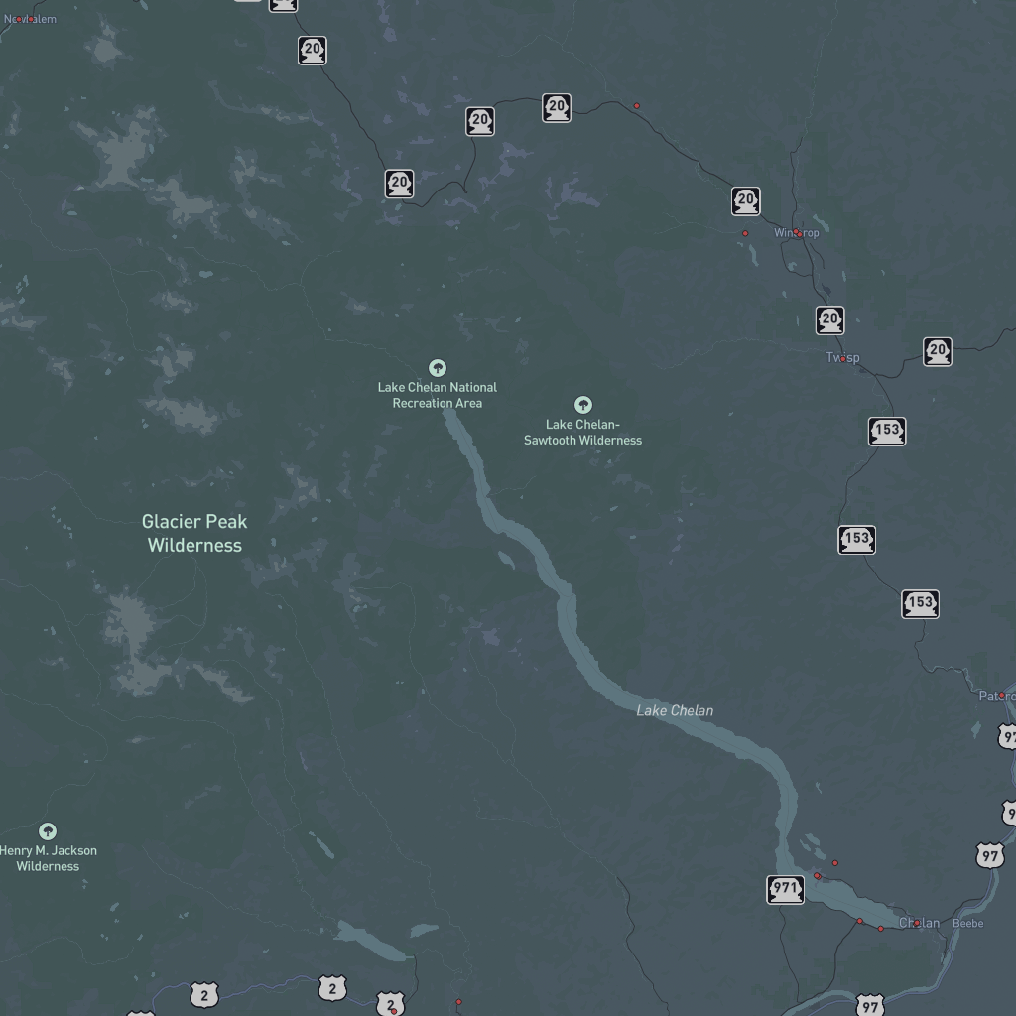 Newhalem
20
20
20
20
20
Winthrop
20
Twisp
20
Lake Chelan National
Recreation Area
Lake Chelan-
Sawtooth Wilderness
153
Glacier Peak
Wilderness
153
153
Lake Chelan
97
97
Henry M. Jackson
Wilderness
971
Chelan
Beebe
2
2
2
97